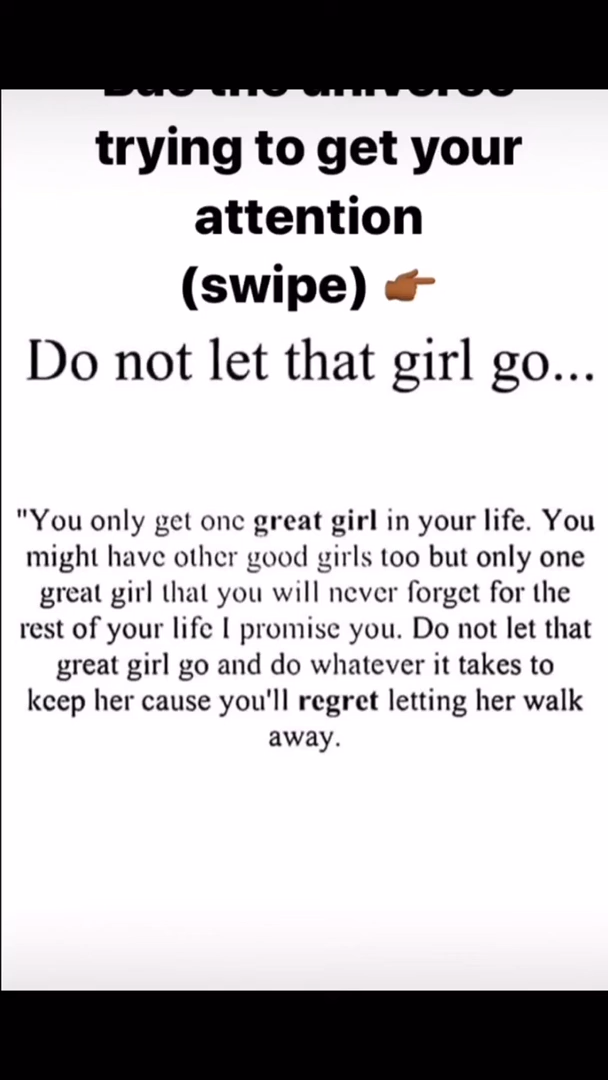 trying to get your
attention
(swipe) 👉🏾
Do not let that girl go...
"You only get one great girl in your life. You
might have other good girls too but only one
great girl that you will never forget for the
rest of your life I promise you. Do not let that
great girl go and do whatever it takes to
keep her cause you'll regret letting her walk
away.